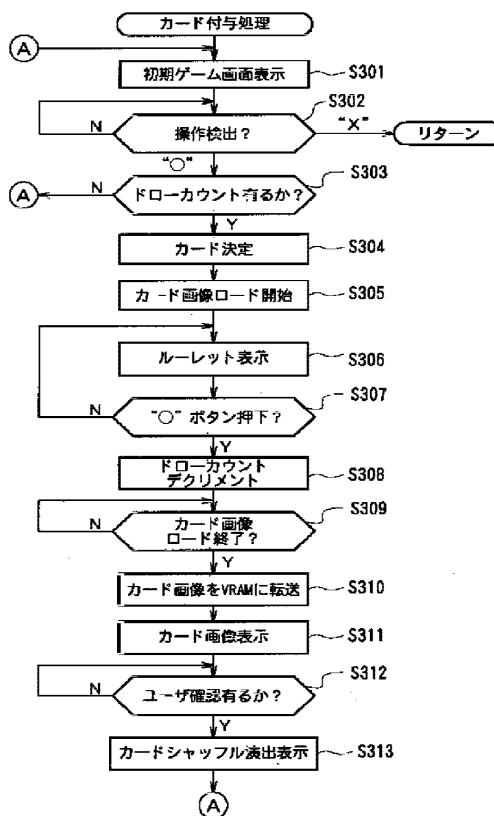 カード付与処理
A
初期ゲーム画面表示 S301
S302
操作検出？
N
“X”
リターン
“○”
S303
A
N
ドローカウント有るか？
Y
カード決定 S304
カード画像ロード開始 S305
ルーレット表示 S306
S307
N
“○”ボタン押下？
Y
ドローカウント
デクリメント
S308
S309
N
カード画像
ロード終了？
Y
カード画像をVRAMに転送 S310
カード画像表示 S311
S312
N
ユーザ確認有るか？
Y
カードシャッフル演出表示 S313
A